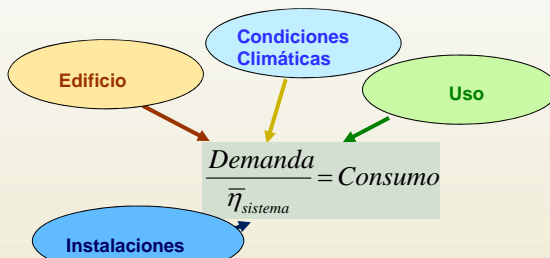 Condiciones
Climáticas
Edificio
Uso
Demanda / η̅sistema = Consumo
Instalaciones